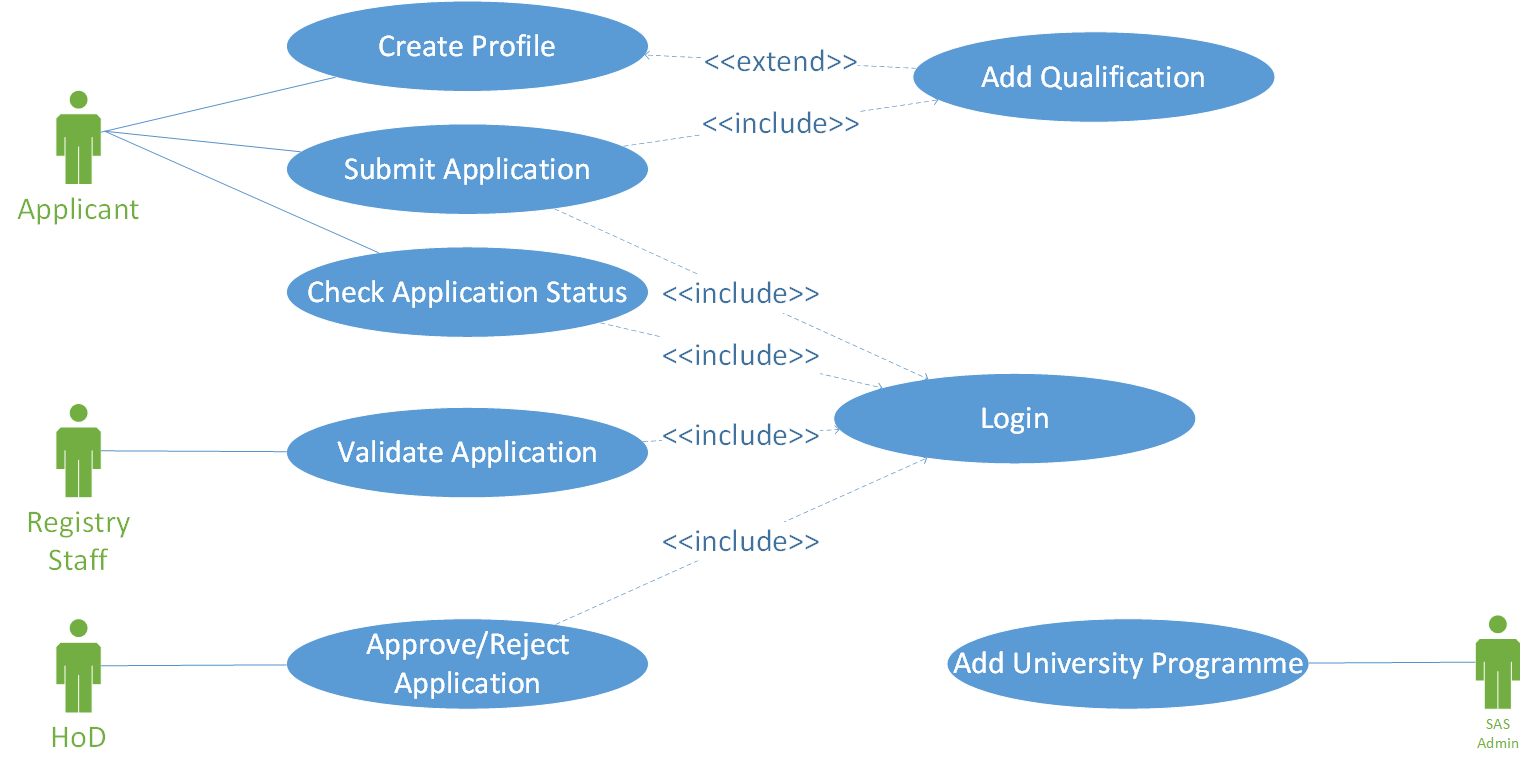 Create Profile
<<extend>>
Add Qualification
<<include>>
Submit Application
Applicant
Check Application Status
<<include>>
<<include>>
Login
<<include>>
Validate Application
Registry
Staff
<<include>>
Approve/Reject
Application
Add University Programme
HoD
SAS
Admin